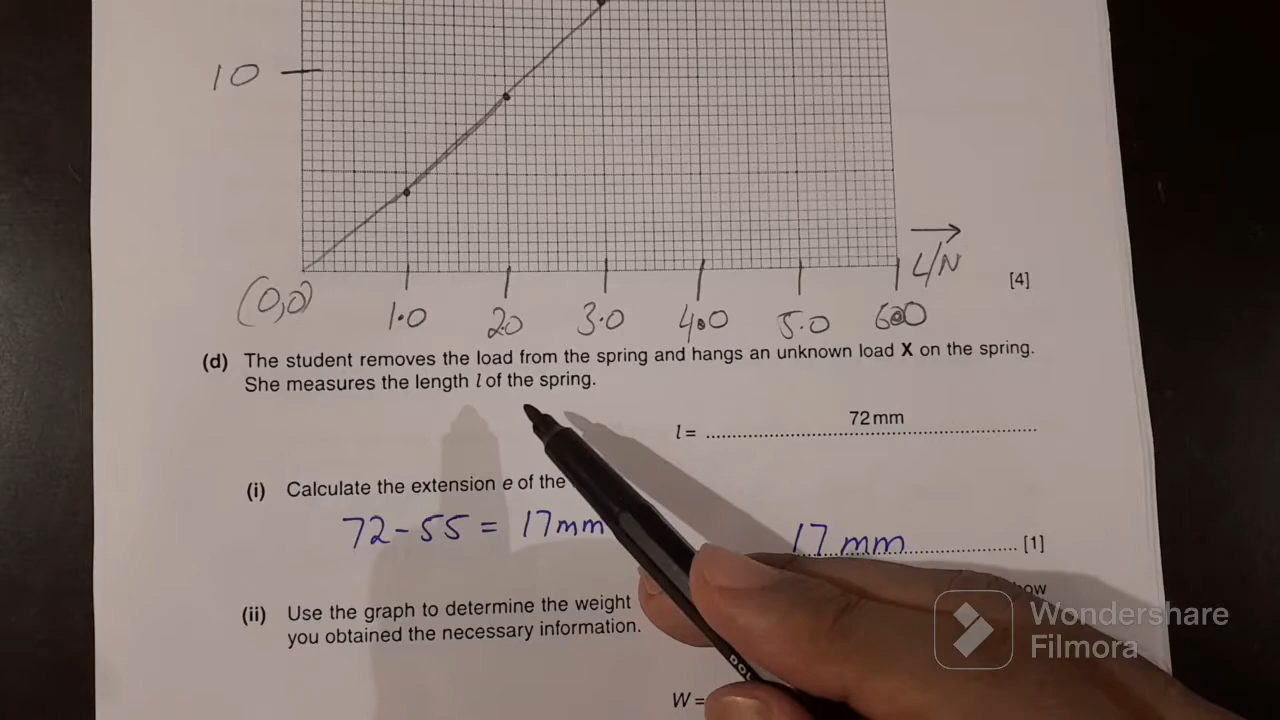 10
L/N
[4]
(0,0) 1.0 2.0 3.0 4.0 5.0 6.0
(d) The student removes the load from the spring and hangs an unknown load X on the spring.
She measures the length l of the spring.
l = 72 mm
(i) Calculate the extension e of the
72 - 55 = 17mm
17 mm [1]
(ii) Use the graph to determine the weight
you obtained the necessary information.
W =
Wondershare
Filmora